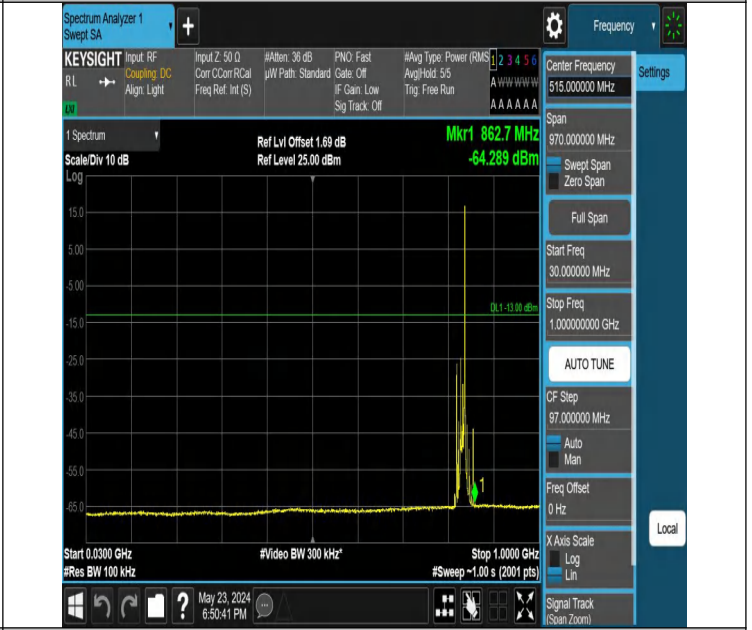 Spectrum Analyzer 1
Swept SA
+
Frequency
KEYSIGHT Input: RF Input Z: 50 Ω #Atten: 36 dB PNO: Fast #Avg Type: Power (RMS 1 2 3 4 5 6
RL Coupling: DC Corr CCorr RCal µW Path: Standard Gate: Off Avg|Hold: 5/5 A W W W W W
Align: Light Freq Ref: Int (S) IF Gain: Low Trig: Free Run
Sig Track: Off A A A A A A
Center Frequency
515.000000 MHz
Settings
Span
970.000000 MHz
Swept Span
Zero Span
Full Span
Start Freq
30.000000 MHz
Stop Freq
1.000000000 GHz
AUTO TUNE
CF Step
97.000000 MHz
Auto
Man
Freq Offset
0 Hz
X Axis Scale
Log
Lin
Local
Signal Track
(Span Zoom)
1 Spectrum
Scale/Div 10 dB
Log
Ref Lvl Offset 1.69 dB
Ref Level 25.00 dBm
Mkr1 862.7 MHz
-64.289 dBm
15.0
5.00
-5.00
DL1 -13.00 dBm
-15.0
-25.0
-35.0
-45.0
-55.0
1
-65.0
Start 0.0300 GHz #Video BW 300 kHz* Stop 1.0000 GHz
#Res BW 100 kHz #Sweep ~1.00 s (2001 pts)
? May 23, 2024
6:50:41 PM